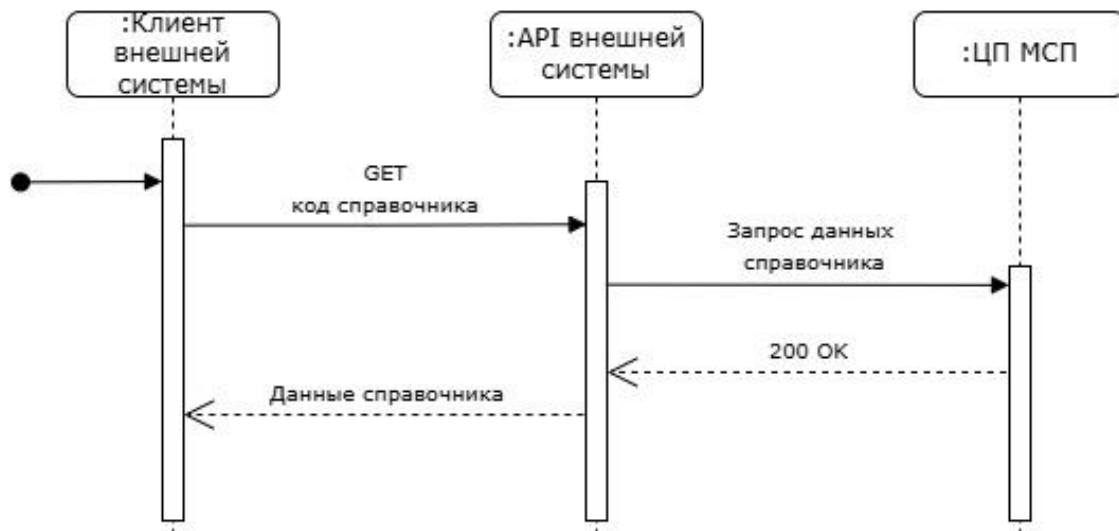 :Клиент
внешней
системы
:API внешней
системы
:ЦП МСП
GET
код справочника
Запрос данных
справочника
200 OK
Данные справочника